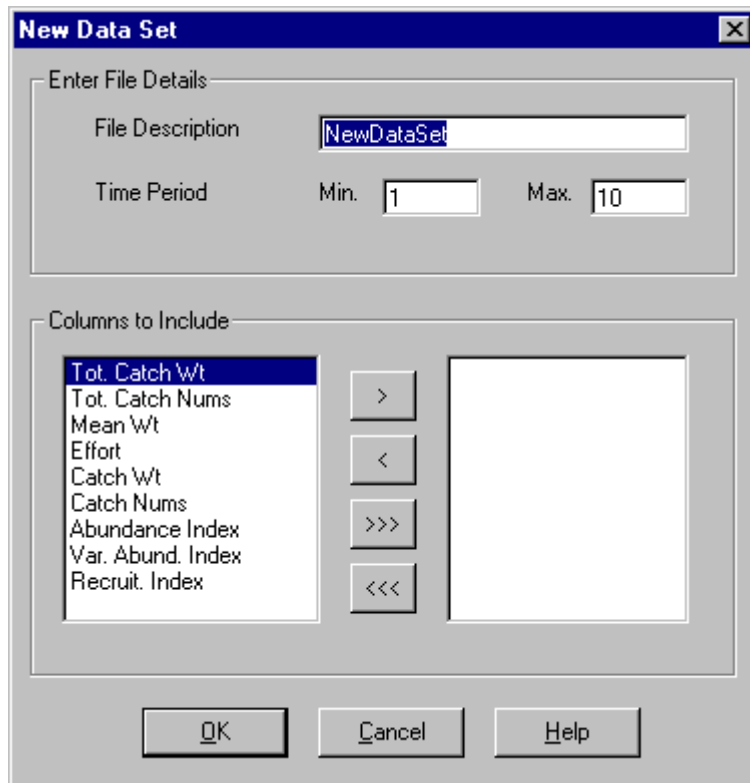 New Data Set
Enter File Details
File Description NewDataSet
Time Period Min. 1 Max. 10
Columns to Include
Tot. Catch Wt
Tot. Catch Nums
Mean Wt
Effort
Catch Wt
Catch Nums
Abundance Index
Var. Abund. Index
Recruit. Index
>
<
>>>
<<<
OK Cancel Help